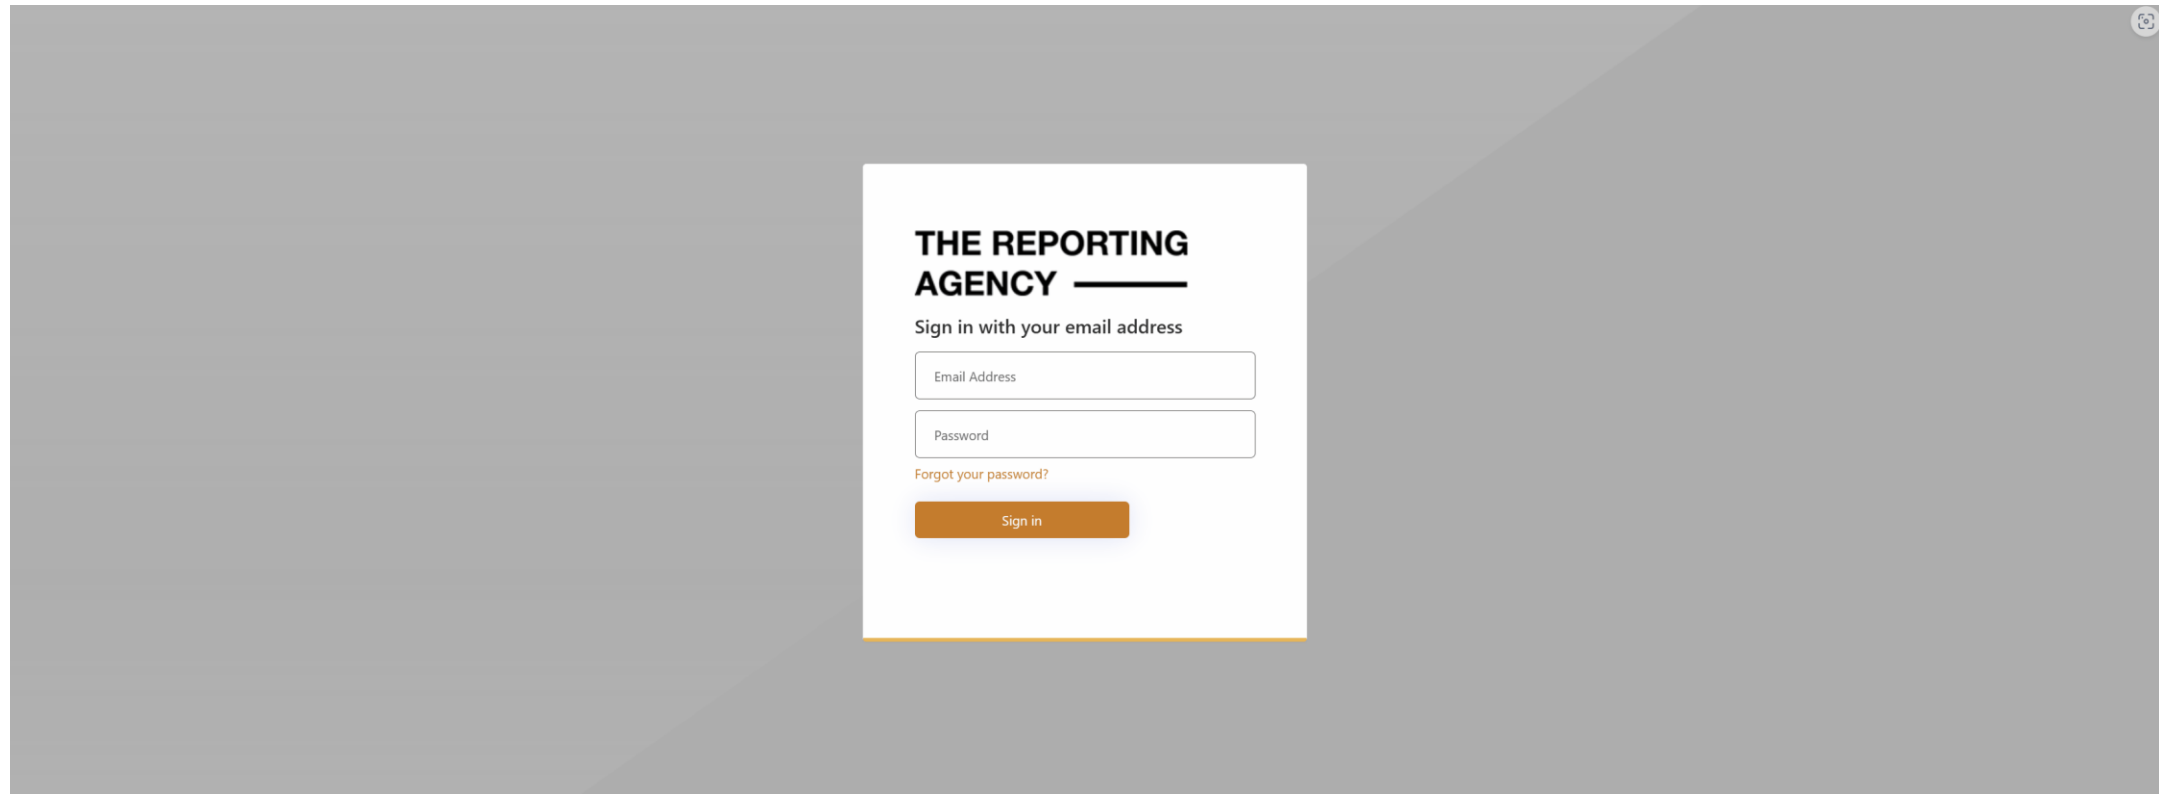 THE REPORTING
AGENCY
Sign in with your email address
Email Address
Password
Forgot your password?
Sign in